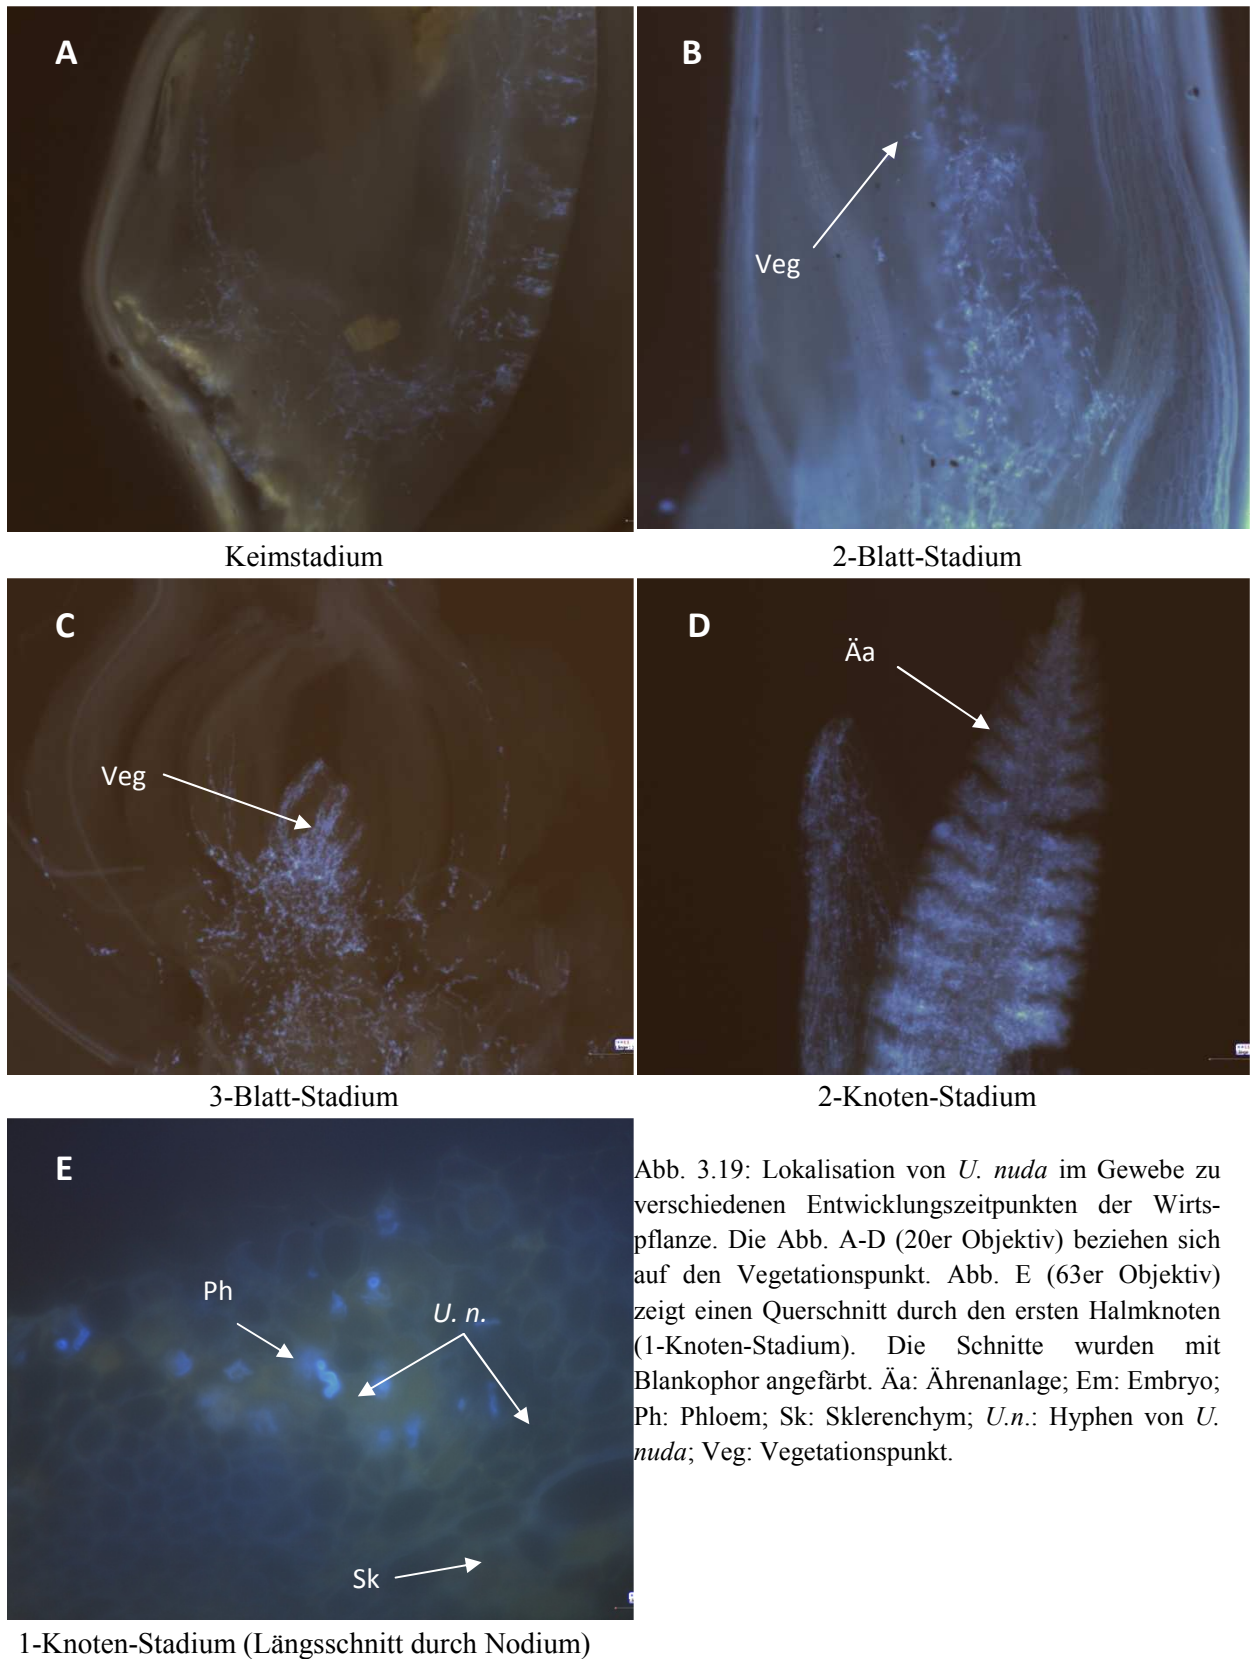 A
B
Veg
Keimstadium
2-Blatt-Stadium
C
D
Veg
Äa
3-Blatt-Stadium
2-Knoten-Stadium
E
Ph
U. n.
Sk
1-Knoten-Stadium (Längsschnitt durch Nodium)
Abb. 3.19: Lokalisation von U. nuda im Gewebe zu
verschiedenen Entwicklungszeitpunkten der Wirts-
pflanze. Die Abb. A-D (20er Objektiv) beziehen sich
auf den Vegetationspunkt. Abb. E (63er Objektiv)
zeigt einen Querschnitt durch den ersten Halmknoten
(1-Knoten-Stadium). Die Schnitte wurden mit
Blankophor angefärbt. Äa: Ährenanlage; Em: Embryo;
Ph: Phloem; Sk: Sklerenchym; U.n.: Hyphen von U.
nuda; Veg: Vegetationspunkt.